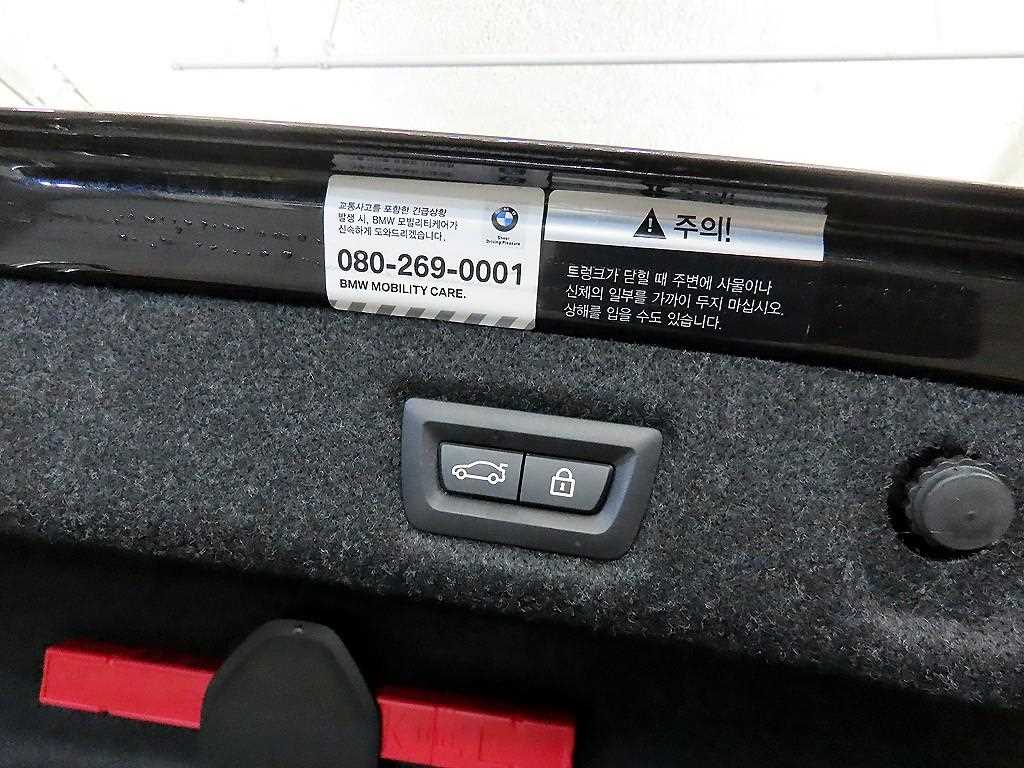 교통사고를 포함한 긴급상황
발생 시, BMW 모빌리티케어가
신속하게 도와드리겠습니다.
Sheer
Driving Pleasure
080-269-0001
BMW MOBILITY CARE.
주의!
트렁크가 닫힐 때 주변에 사물이나
신체의 일부를 가까이 두지 마십시오.
상해를 입을 수도 있습니다.